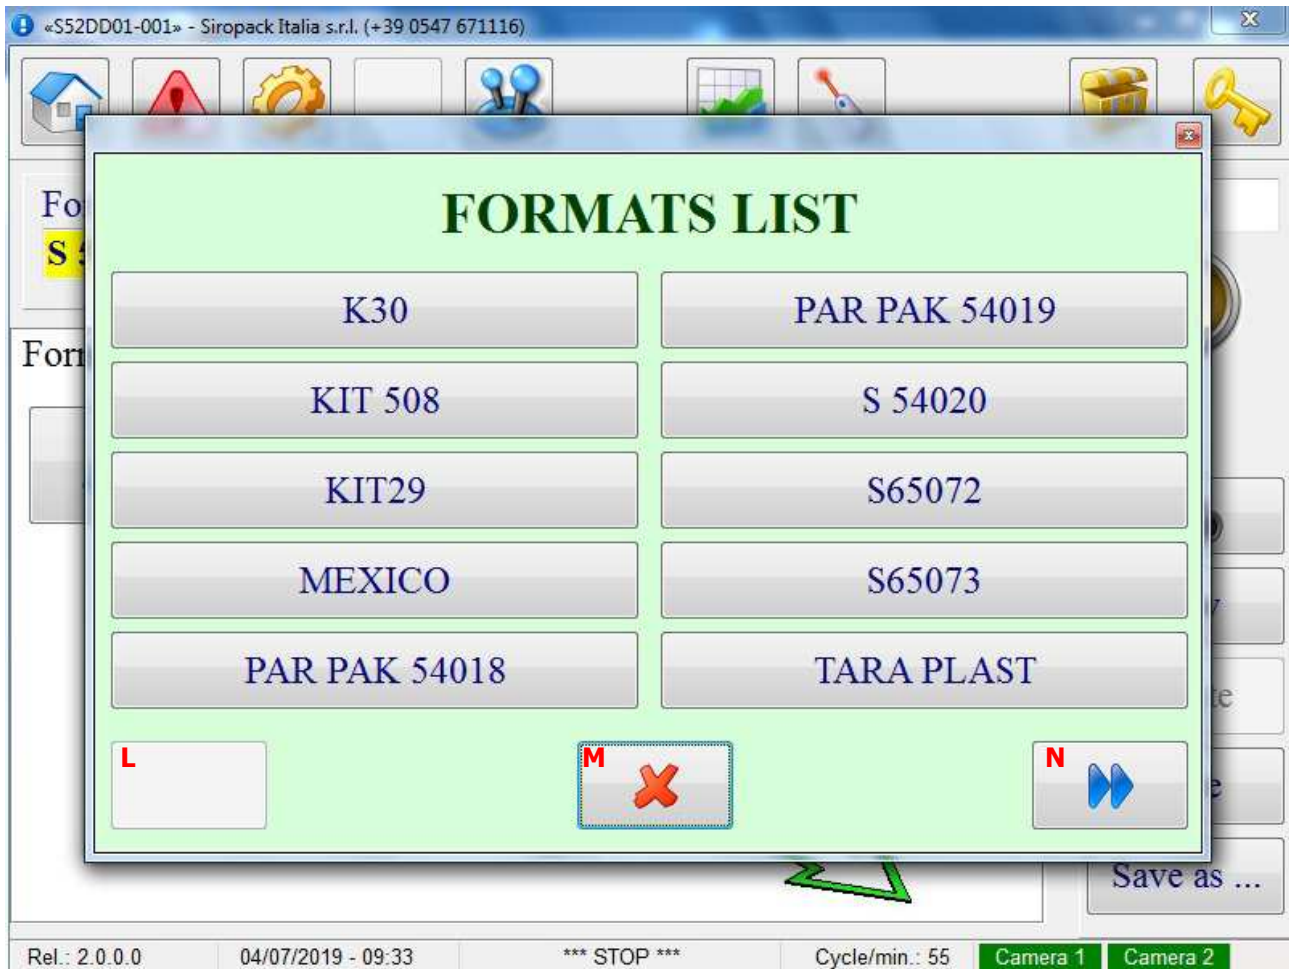 «S52DD01-001» - Siropack Italia s.r.l. (+39 0547 671116)
FORMATS LIST
K30
PAR PAK 54019
KIT 508
S 54020
KIT29
S65072
MEXICO
S65073
PAR PAK 54018
TARA PLAST
L
M
N
Save as ...
Rel.: 2.0.0.0
04/07/2019 - 09:33
*** STOP ***
Cycle/min.: 55
Camera 1
Camera 2